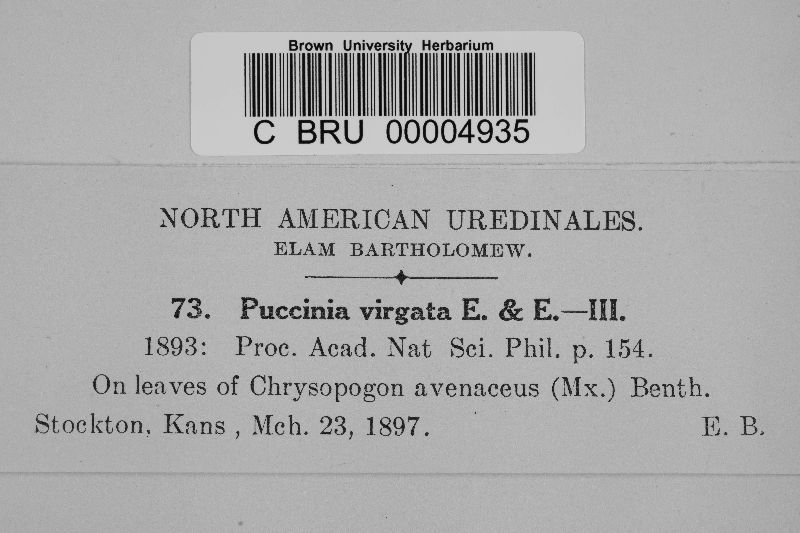 Brown University Herbarium
C BRU 00004935
NORTH AMERICAN UREDINALES.
ELAM BARTHOLOMEW.
73. Puccinia virgata E. & E.—III.
1893: Proc. Acad. Nat Sci. Phil. p. 154.
On leaves of Chrysopogon avenaceus (Mx.) Benth.
Stockton, Kans , Mch. 23, 1897. E. B.